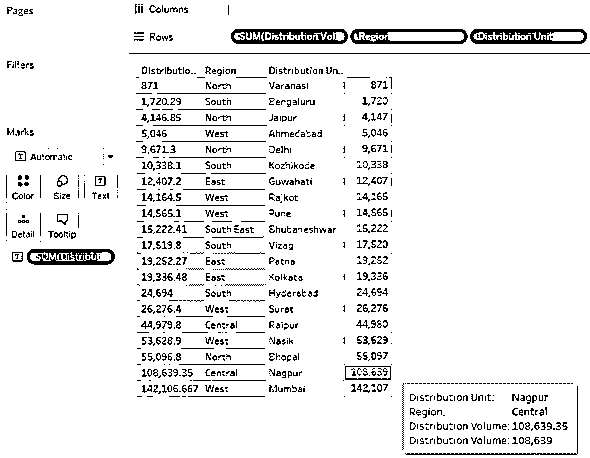 Pages
Columns
Rows SUM(Distribution Vol.. Region Distribution Unit
Filters
Marks
Automatic
Color Size Text
Detail Tooltip
SUM(Distribut..
Distributio.. Region Distribution Un..
871 North Varanasi 871
1,720.29 South Bengaluru 1,720
4,146.85 North Jaipur 4,147
5,046 West Ahmedabad 5,046
9,671.3 North Delhi 9,671
10,338.1 South Kozhikode 10,338
12,407.2 East Guwahati 12,407
14,164.5 West Rajkot 14,165
14,565.1 West Pune 14,565
15,222.41 South East Bhubaneshwar 15,222
17,519.8 South Vizag 17,520
19,252.27 East Patna 19,252
19,336.48 East Kolkata 19,336
24,694 South Hyderabad 24,694
26,276.4 West Surat 26,276
44,979.8 Central Raipur 44,980
53,628.9 West Nasik 53,629
55,096.8 North Bhopal 55,097
108,639.35 Central Nagpur 108,639
142,106.667 West Mumbai 142,107
Distribution Unit: Nagpur
Region: Central
Distribution Volume: 108,639.35
Distribution Volume: 108,639